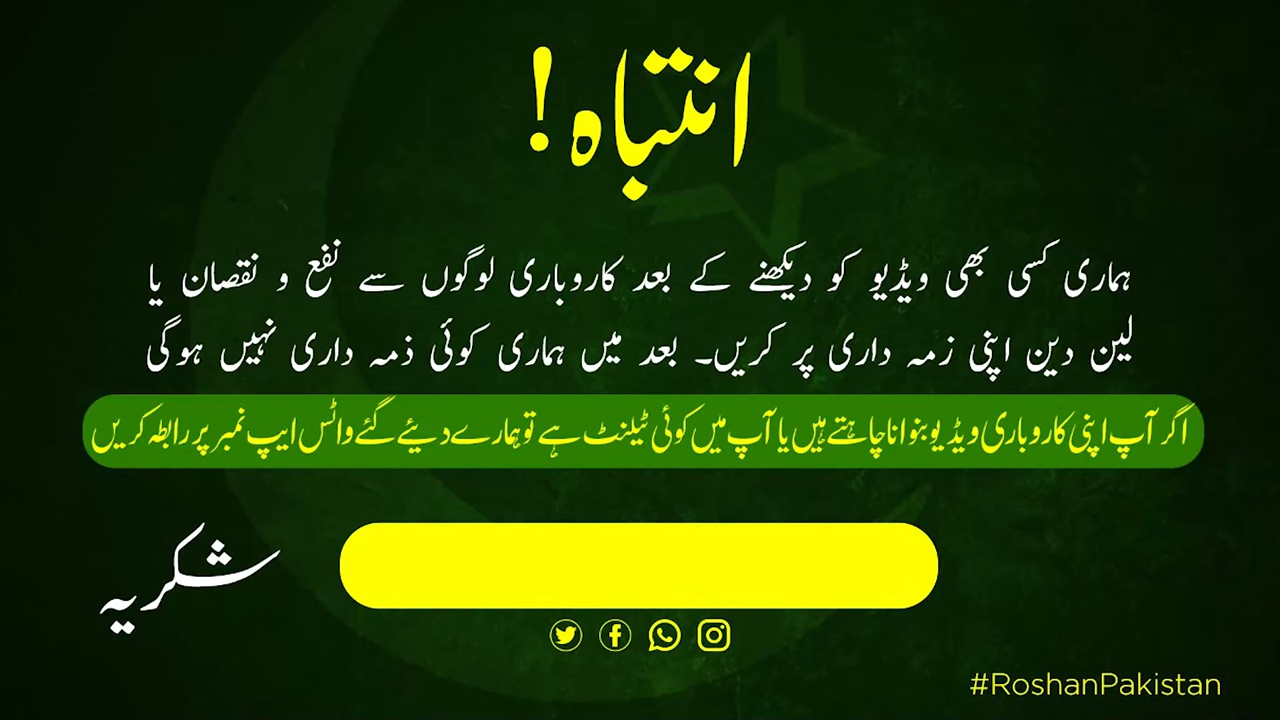 انتباہ!
ہماری کسی بھی ویڈیو کو دیکھنے کے بعد کاروباری لوگوں سے نفع و نقصان یا
لین دین اپنی زمہ داری پر کریں۔ بعد میں ہماری کوئی ذمہ داری نہیں ہوگی
اگر آپ اپنی کاروباری ویڈیو بنوانا چاہتے ہیں یا آپ میں کوئی ٹیلنٹ ہے تو ہمارے دیئے گئے واٹس ایپ نمبر پر رابطہ کریں
شکریہ
#RoshanPakistan